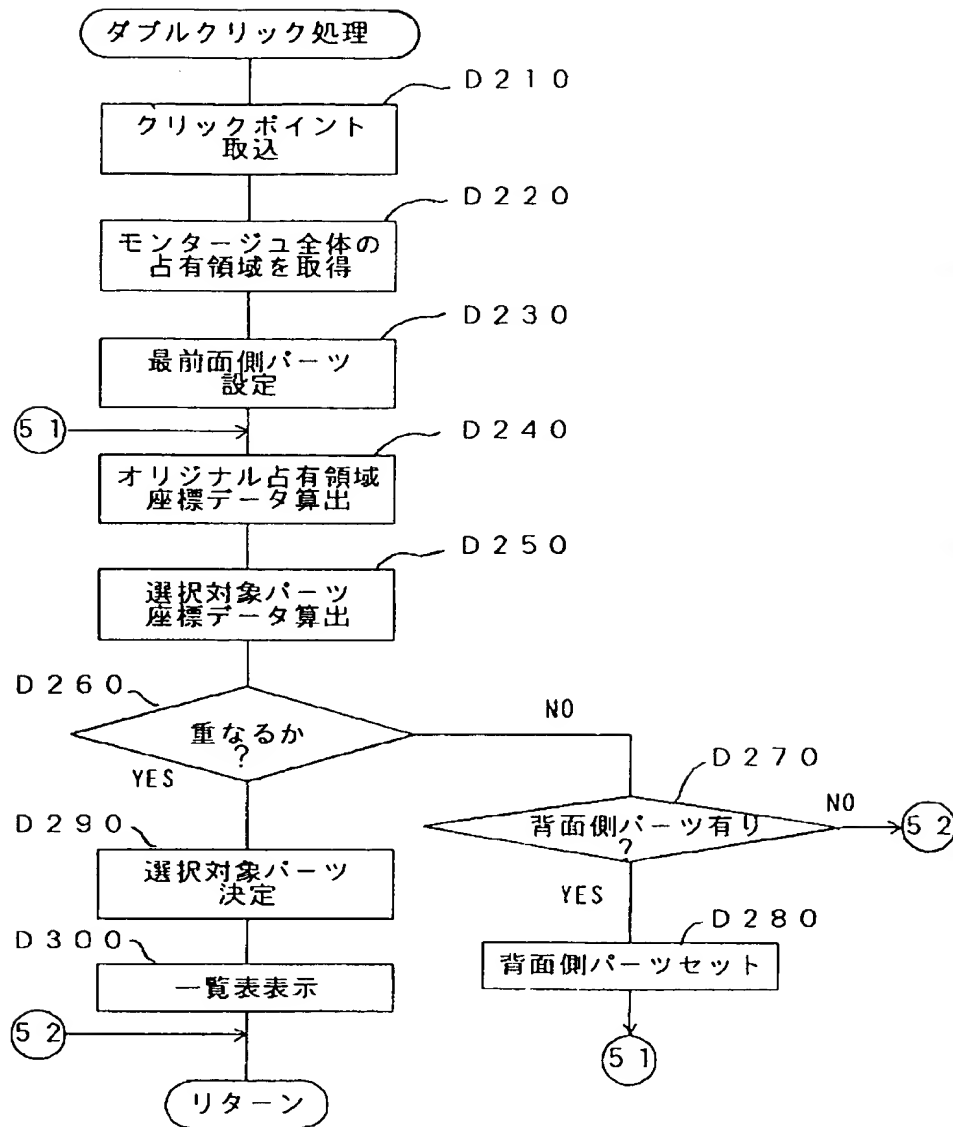 ダブルクリック処理
D210
クリックポイント
取込
D220
モンタージュ全体の
占有領域を取得
D230
最前面側パーツ
設定
51
D240
オリジナル占有領域
座標データ算出
D250
選択対象パーツ
座標データ算出
D260
重なるか
?
NO
YES
D270
背面側パーツ有り
?
NO
52
YES
D290
選択対象パーツ
決定
D280
背面側パーツセット
51
D300
一覧表表示
52
リターン